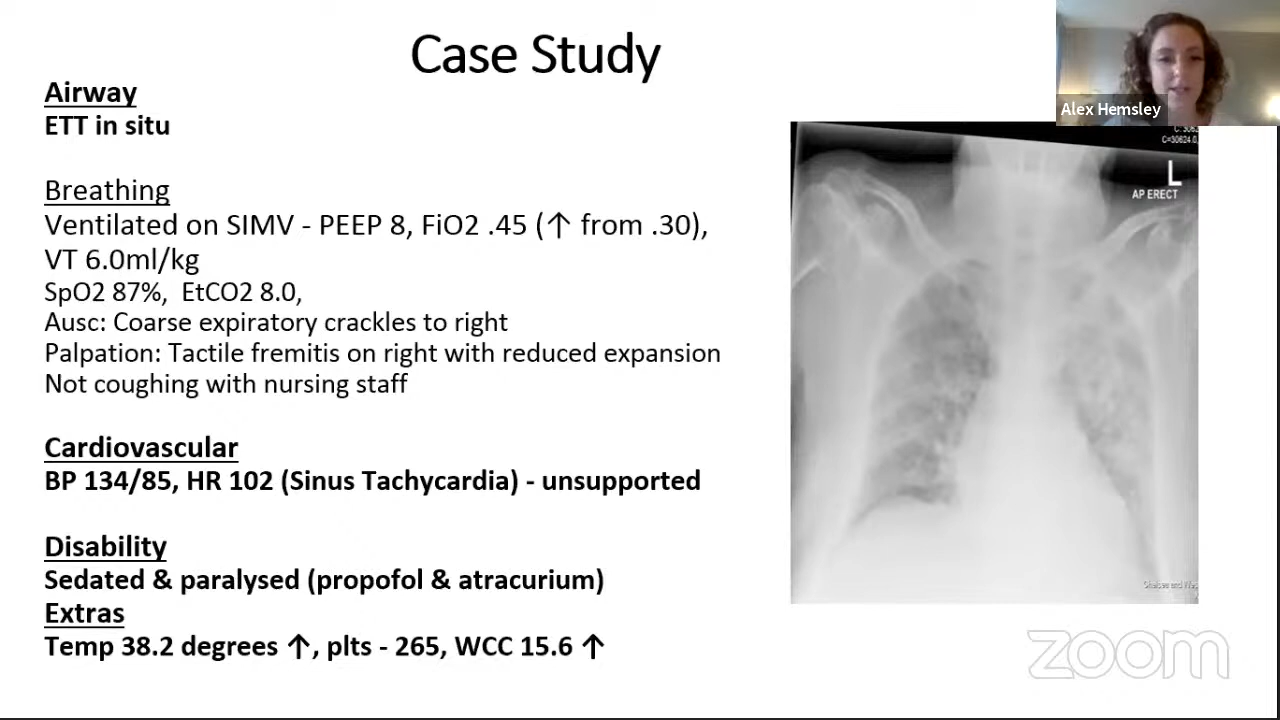 Case Study
Alex Hemsley
Airway
ETT in situ
Breathing
Ventilated on SIMV - PEEP 8, FiO2 .45 (↑ from .30),
VT 6.0ml/kg
SpO2 87%,  EtCO2 8.0,
Ausc: Coarse expiratory crackles to right
Palpation: Tactile fremitis on right with reduced expansion
Not coughing with nursing staff
Cardiovascular
BP 134/85, HR 102 (Sinus Tachycardia) - unsupported
Disability
Sedated & paralysed (propofol & atracurium)
Extras
Temp 38.2 degrees ↑, plts - 265, WCC 15.6 ↑
C=30624.0
L
AP ERECT
zoom